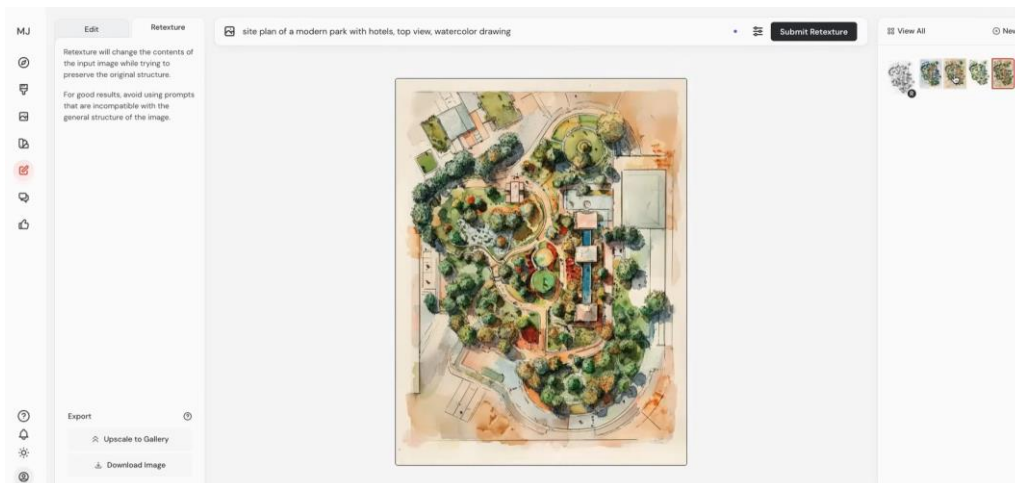 MJ
Edit
Retexture
Retexture will change the contents of
the input image while trying to
preserve the original structure.
For good results, avoid using prompts
that are incompatible with the
general structure of the image.
Export
Upscale to Gallery
Download Image
site plan of a modern park with hotels, top view, watercolor drawing
Submit Retexture
View All
New